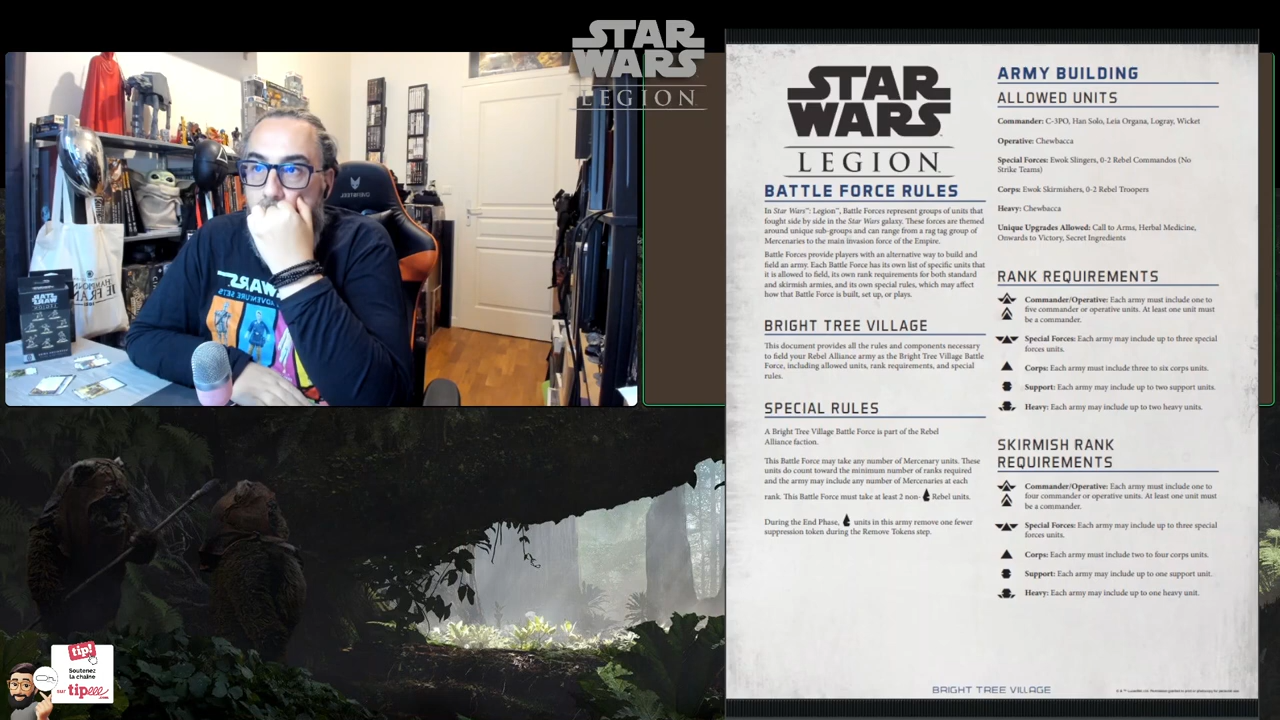 STAR
WARS
LEGION
STAR
WARS
LEGION
BATTLE FORCE RULES
In Star Wars™: Legion™, Battle Forces represent groups of units that
fought side by side in the Star Wars galaxy. These forces are themed
around unique sub-groups and can range from a rag tag group of
Mercenaries to the main invasion force of the Empire.
Battle Forces provide players with an alternative way to build and
field an army. Each Battle Force has its own list of specific units that
it is allowed to field, its own rank requirements for both standard
and skirmish armies, and its own special rules, which may affect
how that Battle Force is built, set up, or plays.
BRIGHT TREE VILLAGE
This document provides all the rules and components necessary
to field your Rebel Alliance army as the Bright Tree Village Battle
Force, including allowed units, rank requirements, and special
rules.
SPECIAL RULES
A Bright Tree Village Battle Force is part of the Rebel
Alliance faction.
This Battle Force may take any number of Mercenary units. These
units do count toward the minimum number of ranks required
and the army may include any number of Mercenaries at each
rank. This Battle Force must take at least 2 non- Rebel units.
During the End Phase, units in this army remove one fewer
suppression token during the Remove Tokens step.
ARMY BUILDING
ALLOWED UNITS
Commander: C-3PO, Han Solo, Leia Organa, Logray, Wicket
Operative: Chewbacca
Special Forces: Ewok Slingers, 0-2 Rebel Commandos (No
Strike Teams)
Corps: Ewok Skirmishers, 0-2 Rebel Troopers
Heavy: Chewbacca
Unique Upgrades Allowed: Call to Arms, Herbal Medicine,
Onwards to Victory, Secret Ingredients
RANK REQUIREMENTS
Commander/Operative: Each army must include one to
five commander or operative units. At least one unit must
be a commander.
Special Forces: Each army may include up to three special
forces units.
Corps: Each army must include three to six corps units.
Support: Each army may include up to two support units.
Heavy: Each army may include up to two heavy units.
SKIRMISH RANK
REQUIREMENTS
Commander/Operative: Each army must include one to
four commander or operative units. At least one unit must
be a commander.
Special Forces: Each army may include up to three special
forces units.
Corps: Each army must include two to four corps units.
Support: Each army may include up to one support unit.
Heavy: Each army may include up to one heavy unit.
BRIGHT TREE VILLAGE
STAR
WARS
ADVENTURE SETS
tip!
Soutenez
la chaîne
sur tipeee
.com